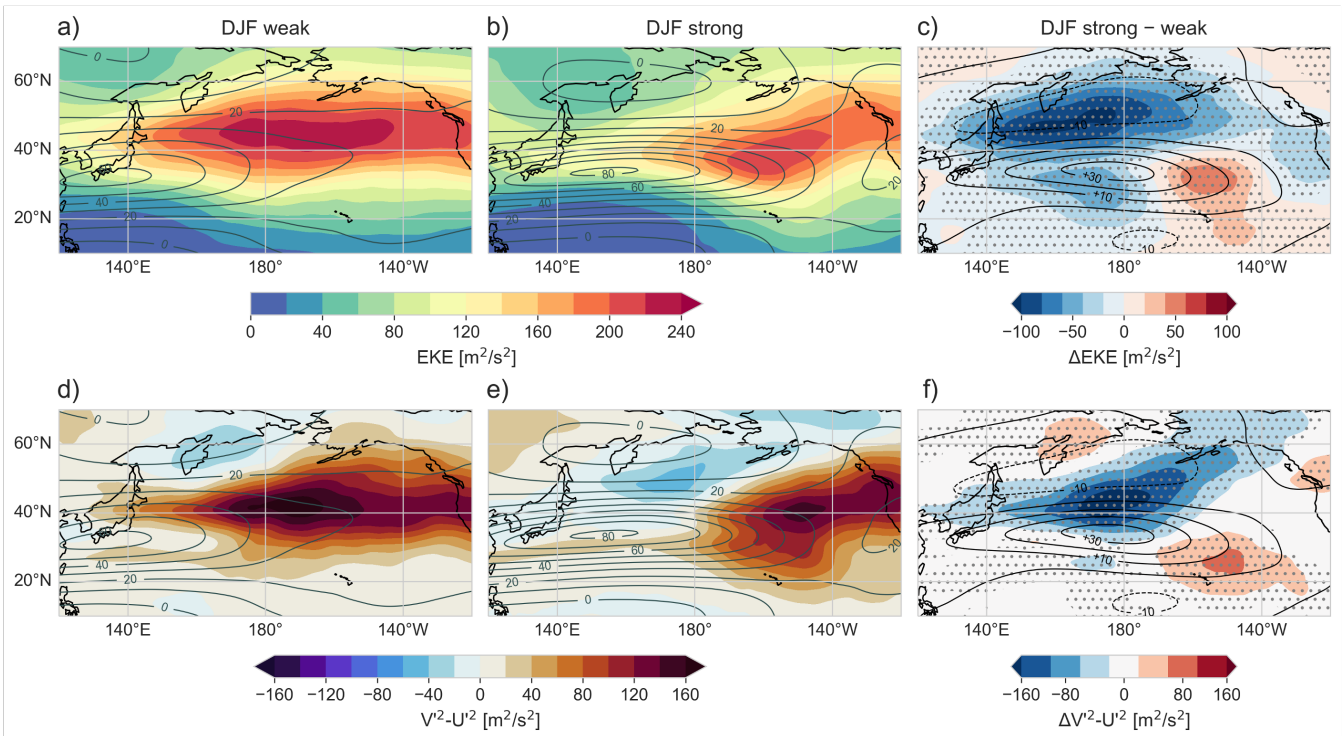 a) DJF weak
b) DJF strong
c) DJF strong − weak
60°N
40°N
20°N
0
20
40
20
0
0
20
80
60
20
20
0
-10
+30
+10
-10
140°E 180° 140°W
140°E 180° 140°W
140°E 180° 140°W
0 40 80 120 160 200 240
EKE [m²/s²]
−100 −50 0 50 100
ΔEKE [m²/s²]
d)
e)
f)
60°N
40°N
20°N
0
20
40
20
0
0
20
80
60
20
20
0
-10
+30
+10
-10
140°E 180° 140°W
140°E 180° 140°W
140°E 180° 140°W
−160 −120 −80 −40 0 40 80 120 160
V'²-U'² [m²/s²]
−160 −80 0 80 160
ΔV'²-U'² [m²/s²]